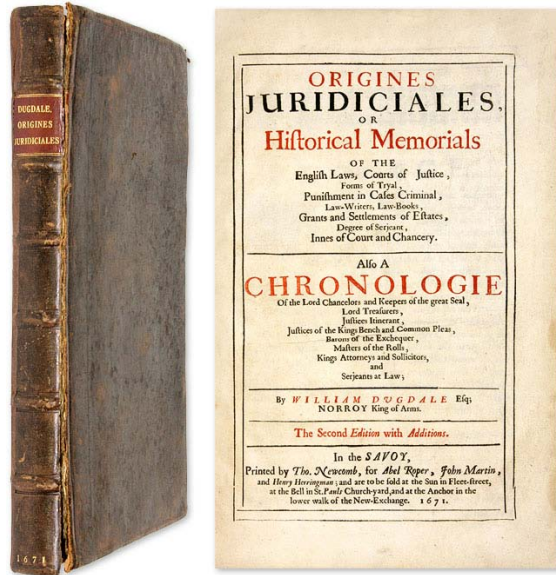 DUGDALE,
ORIGINES
JURIDICIALES
1671
ORIGINES
JURIDICIALES,
OR
Hiſtorical Memorials
OF THE
Engliſh Laws, Courts of Juſtice,
Forms of Tryal,
Puniſhment in Caſes Criminal,
Law-Writers, Law-Books,
Grants and Settlements of Eſtates,
Degree of Serjeant,
Innes of Court and Chancery.
Alſo A
CHRONOLOGIE
Of the Lord Chancelors and Keepers of the great Seal,
Lord Treaſurers,
Juſtices Itinerant,
Juſtices of the Kings Bench and Common Pleas,
Barons of the Exchequer,
Maſters of the Rolls,
Kings Attorneys and Sollicitors,
and
Serjeants at Law;
By WILLIAM DVGDALE Eſq;
NORROY King of Arms.
The Second Edition with Additions.
In the SAVOY,
Printed by Tho. Newcomb, for Abel Roper, John Martin,
and Henry Herringman; and are to be ſold at the Sun in Fleet-ſtreet,
at the Bell in St. Pauls Church-yard, and at the Anchor in the
lower walk of the New-Exchange. 1671.